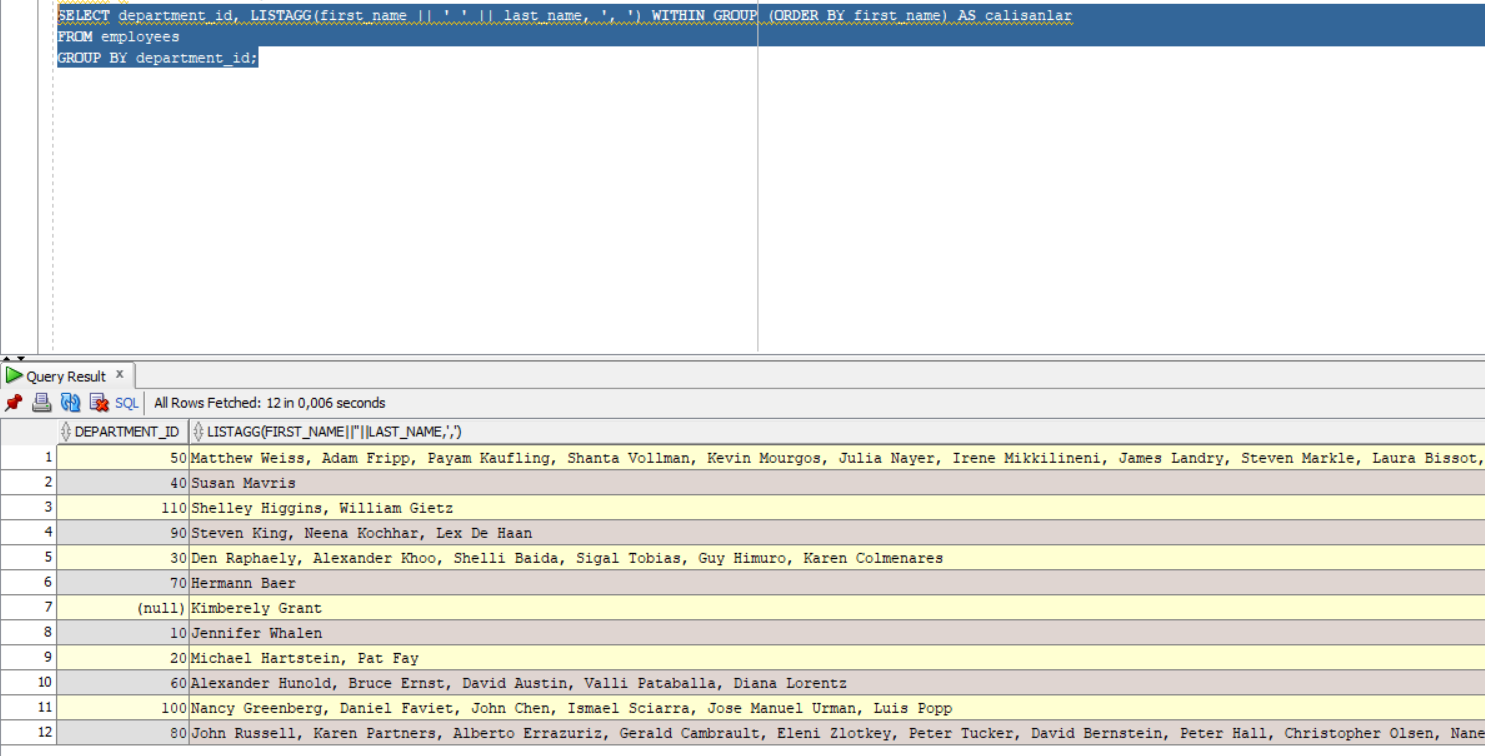 SELECT department_id, LISTAGG(first_name || ' ' || last_name, ', ') WITHIN GROUP (ORDER BY first_name) AS calisanlar
FROM employees
GROUP BY department_id;
Query Result x
SQL All Rows Fetched: 12 in 0,006 seconds
DEPARTMENT_ID LISTAGG(FIRST_NAME||''||LAST_NAME,',')
1 50 Matthew Weiss, Adam Fripp, Payam Kaufling, Shanta Vollman, Kevin Mourgos, Julia Nayer, Irene Mikkilineni, James Landry, Steven Markle, Laura Bissot,
2 40 Susan Mavris
3 110 Shelley Higgins, William Gietz
4 90 Steven King, Neena Kochhar, Lex De Haan
5 30 Den Raphaely, Alexander Khoo, Shelli Baida, Sigal Tobias, Guy Himuro, Karen Colmenares
6 70 Hermann Baer
7 (null) Kimberely Grant
8 10 Jennifer Whalen
9 20 Michael Hartstein, Pat Fay
10 60 Alexander Hunold, Bruce Ernst, David Austin, Valli Pataballa, Diana Lorentz
11 100 Nancy Greenberg, Daniel Faviet, John Chen, Ismael Sciarra, Jose Manuel Urman, Luis Popp
12 80 John Russell, Karen Partners, Alberto Errazuriz, Gerald Cambrault, Eleni Zlotkey, Peter Tucker, David Bernstein, Peter Hall, Christopher Olsen, Nane